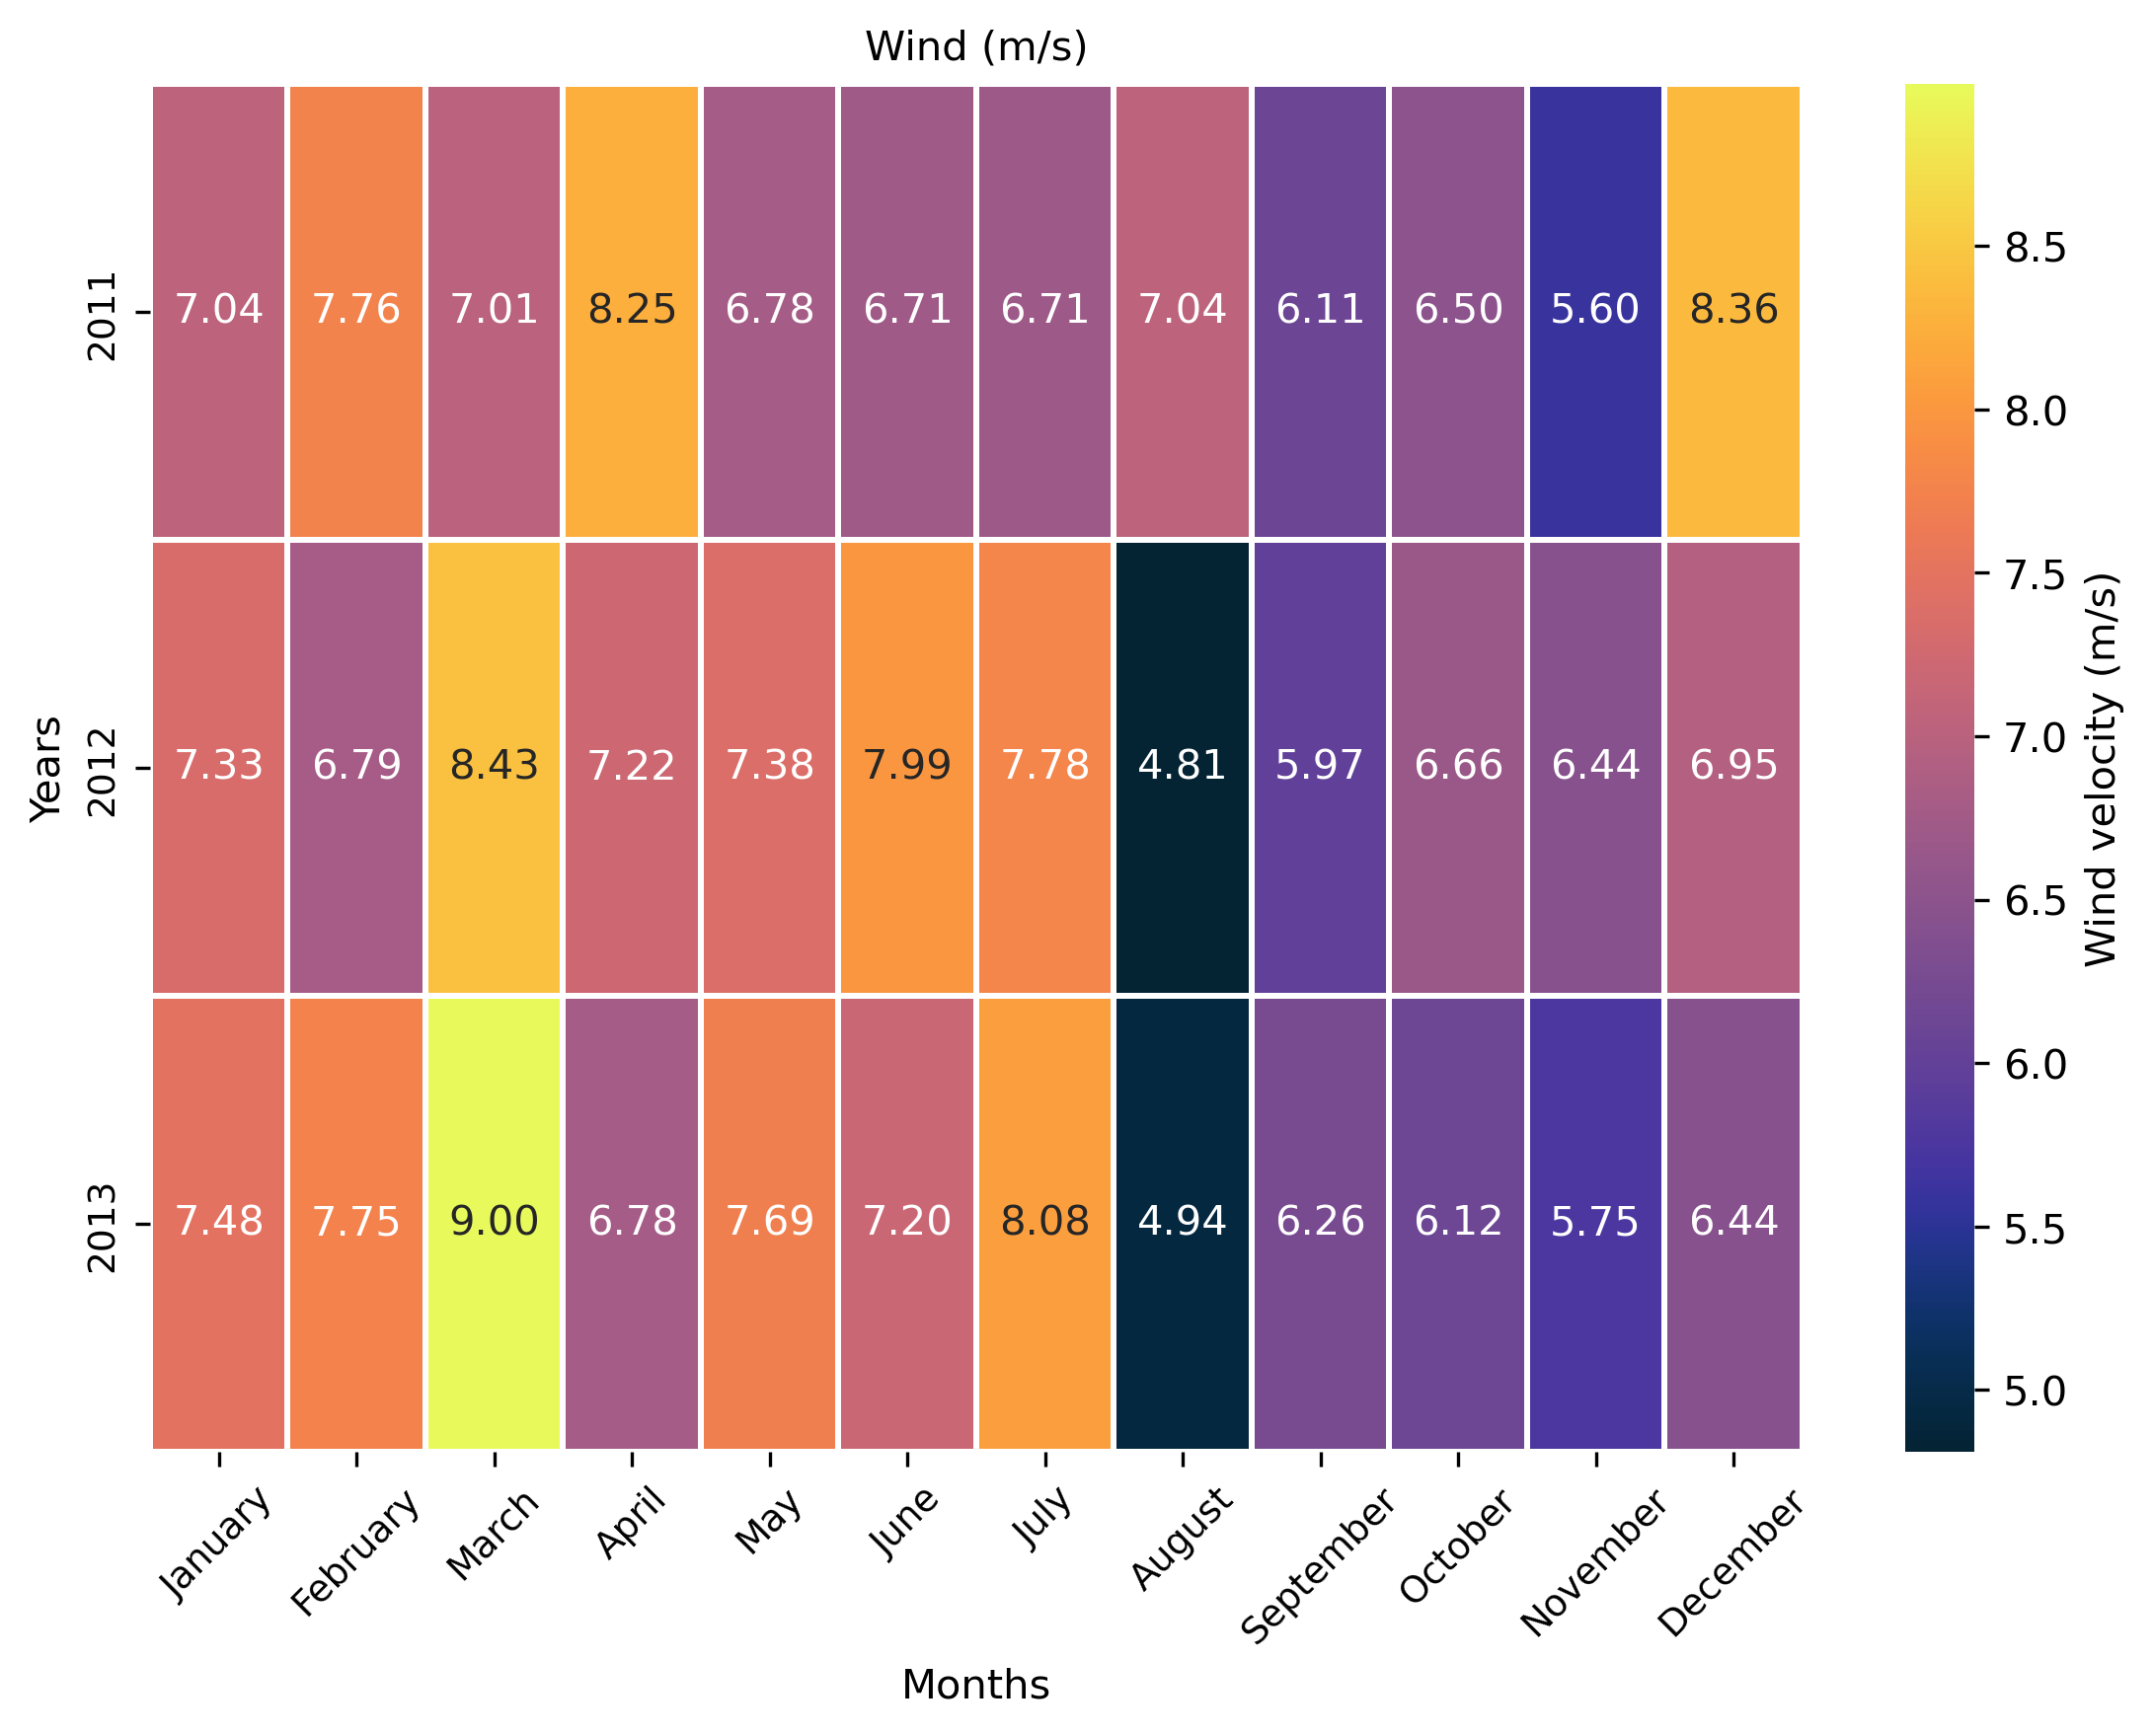 Wind (m/s)
2011
7.04 7.76 7.01 8.25 6.78 6.71 6.71 7.04 6.11 6.50 5.60 8.36
Years
2012
7.33 6.79 8.43 7.22 7.38 7.99 7.78 4.81 5.97 6.66 6.44 6.95
2013
7.48 7.75 9.00 6.78 7.69 7.20 8.08 4.94 6.26 6.12 5.75 6.44
January February March April May June July August September October November December
Months
8.5
8.0
7.5
7.0
6.5
6.0
5.5
5.0
Wind velocity (m/s)